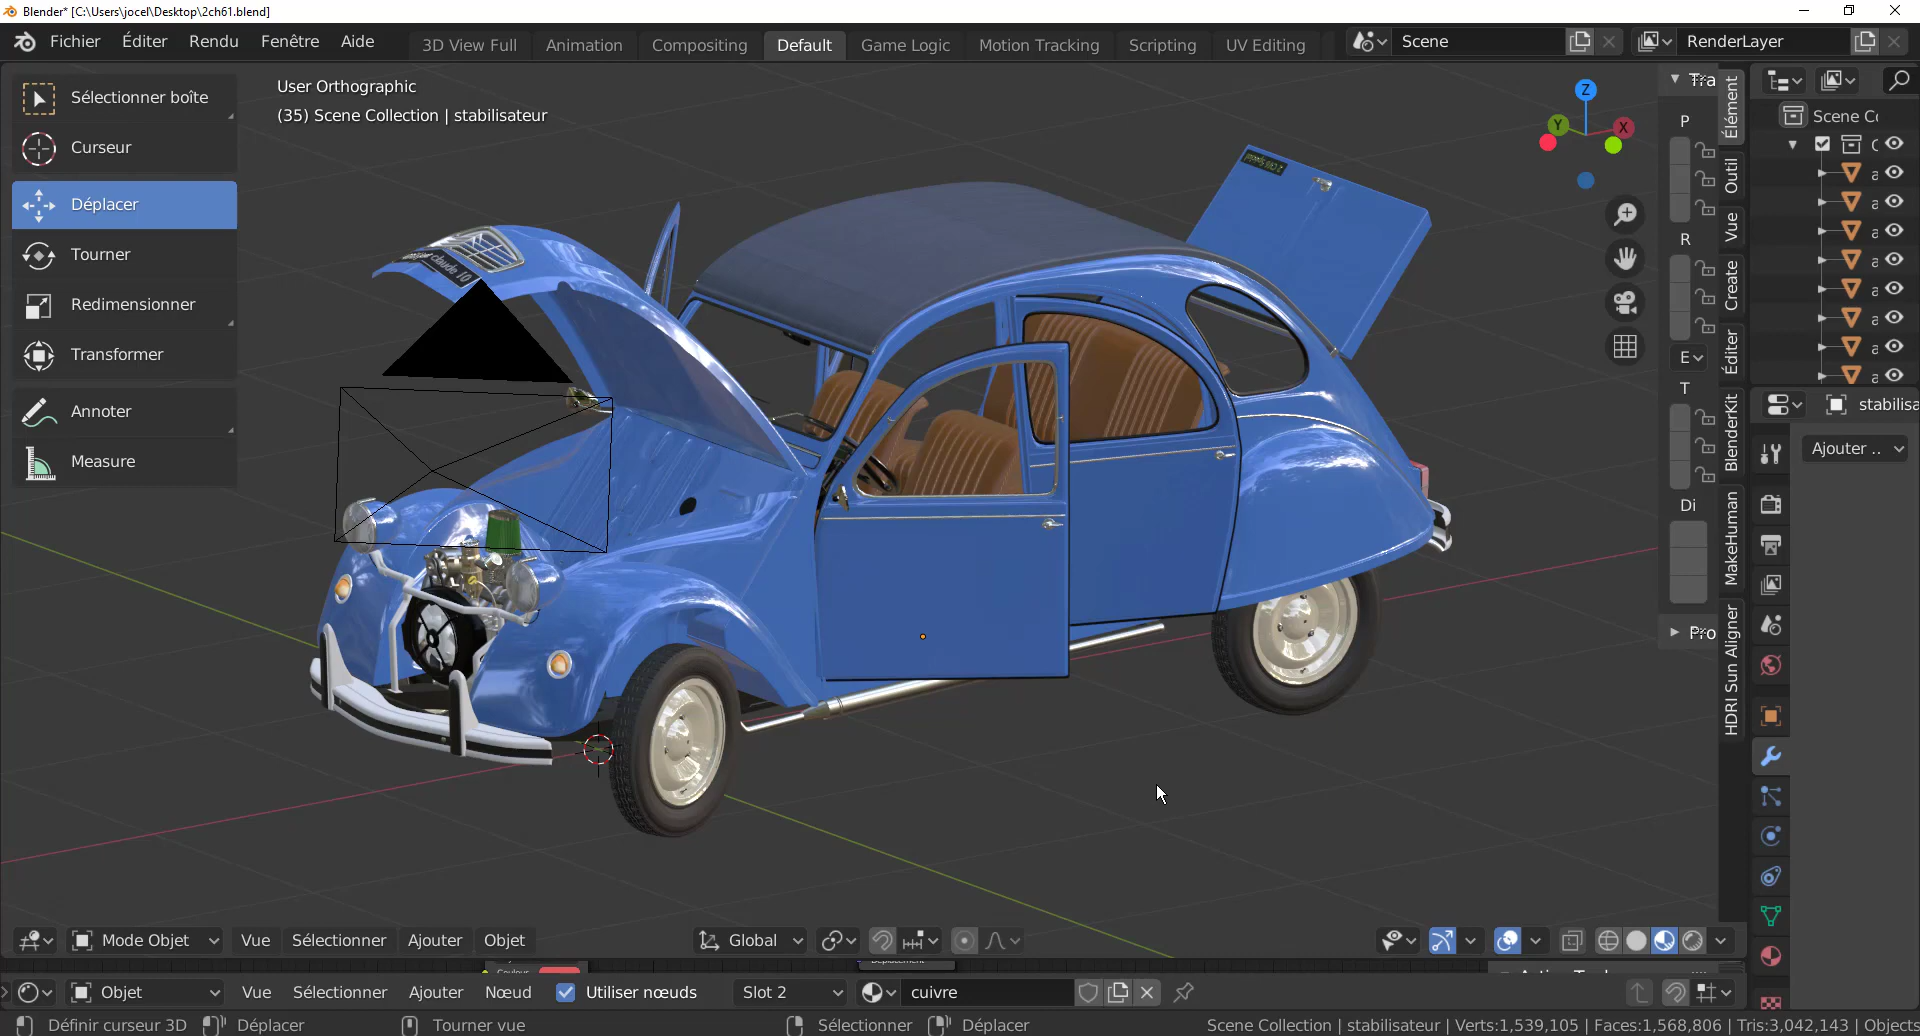 Blender* [C:\Users\jocel\Desktop\2ch61.blend]
Fichier Éditer Rendu Fenêtre Aide
3D View Full Animation Compositing Default Game Logic Motion Tracking Scripting UV Editing
Scene
RenderLayer
Sélectionner boîte
Curseur
Déplacer
Tourner
Redimensionner
Transformer
Annoter
Measure
User Orthographic
(35) Scene Collection | stabilisateur
Z
Y
X
Tra
P
R
E
T
Di
Pro
Élément
Outil
Vue
Create
Éditer
BlenderKit
MakeHuman
HDRI Sun Aligner
Scene Co
stabilisa
Ajouter ..
Mode Objet Vue Sélectionner Ajouter Objet Global
Objet Vue Sélectionner Ajouter Nœud Utiliser nœuds Slot 2 cuivre
Définir curseur 3D Déplacer Tourner vue Sélectionner Déplacer Scene Collection | stabilisateur | Verts:1,539,105 | Faces:1,568,806 | Tris:3,042,143 | Objects